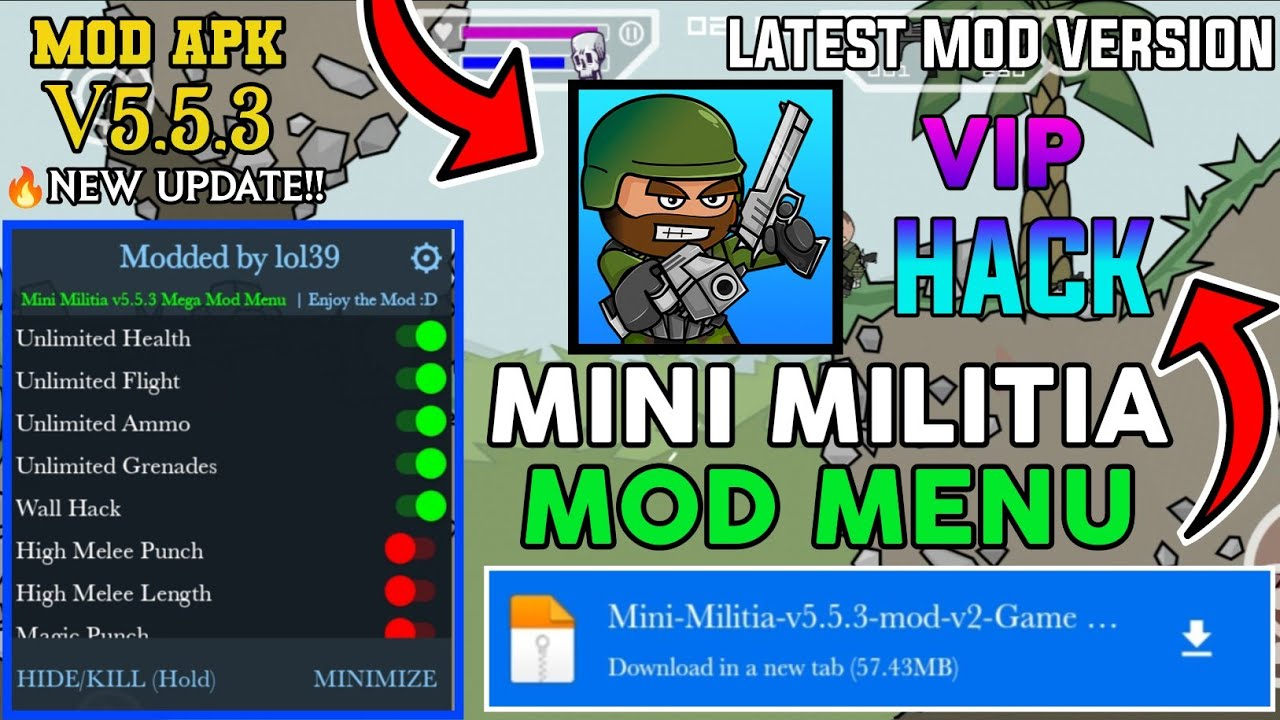 MOD APK
V5.5.3
🔥NEW UPDATE!!
LATEST MOD VERSION
VIP
HACK
MINI MILITIA
MOD MENU
Modded by lol39
Mini Militia v5.5.3 Mega Mod Menu | Enjoy the Mod :D
Unlimited Health
Unlimited Flight
Unlimited Ammo
Unlimited Grenades
Wall Hack
High Melee Punch
High Melee Length
Magic Punch
HIDE/KILL (Hold) MINIMIZE
Mini-Militia-v5.5.3-mod-v2-Game ...
Download in a new tab (57.43MB)